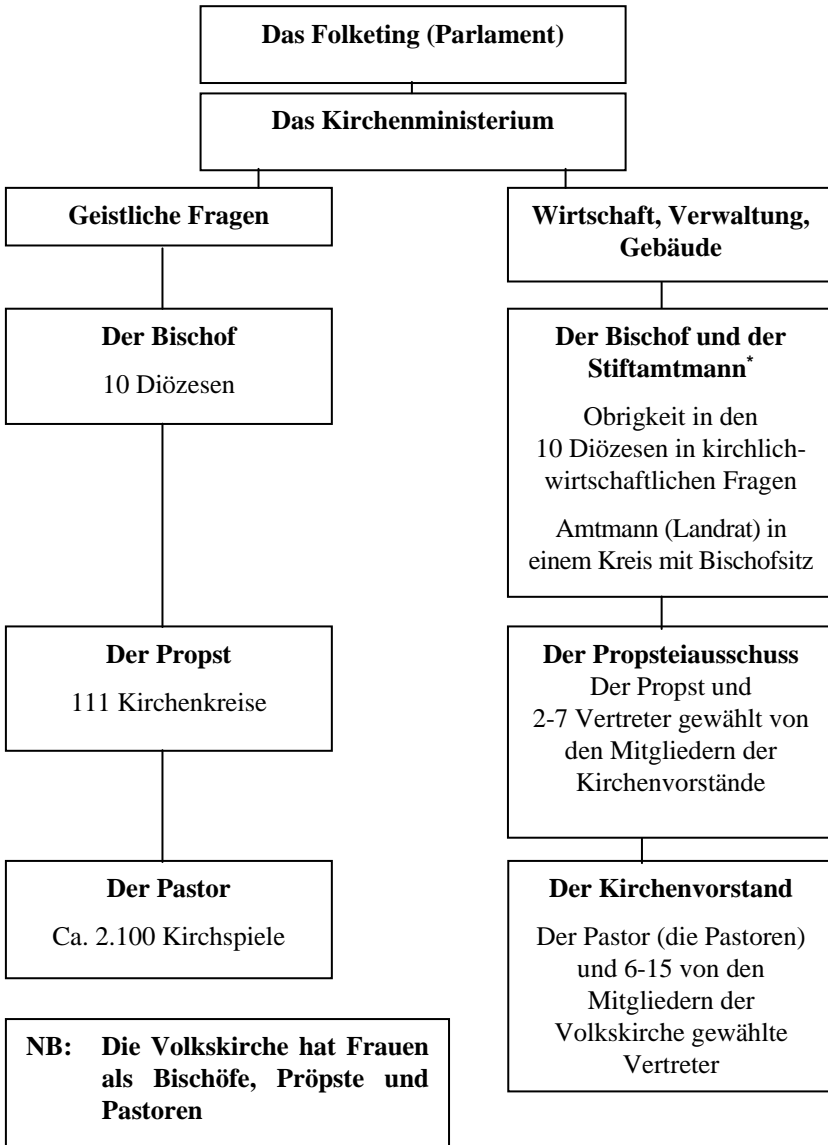 Das Folketing (Parlament)
Das Kirchenministerium
Geistliche Fragen
Wirtschaft, Verwaltung,
Gebäude
Der Bischof
10 Diözesen
Der Bischof und der
Stiftamtmann*
Obrigkeit in den
10 Diözesen in kirchlich-
wirtschaftlichen Fragen
Amtmann (Landrat) in
einem Kreis mit Bischofsitz
Der Propst
111 Kirchenkreise
Der Propsteiausschuss
Der Propst und
2-7 Vertreter gewählt von
den Mitgliedern der
Kirchenvorstände
Der Pastor
Ca. 2.100 Kirchspiele
Der Kirchenvorstand
Der Pastor (die Pastoren)
und 6-15 von den
Mitgliedern der
Volkskirche gewählte
Vertreter
NB: Die Volkskirche hat Frauen
als Bischöfe, Pröpste und
Pastoren